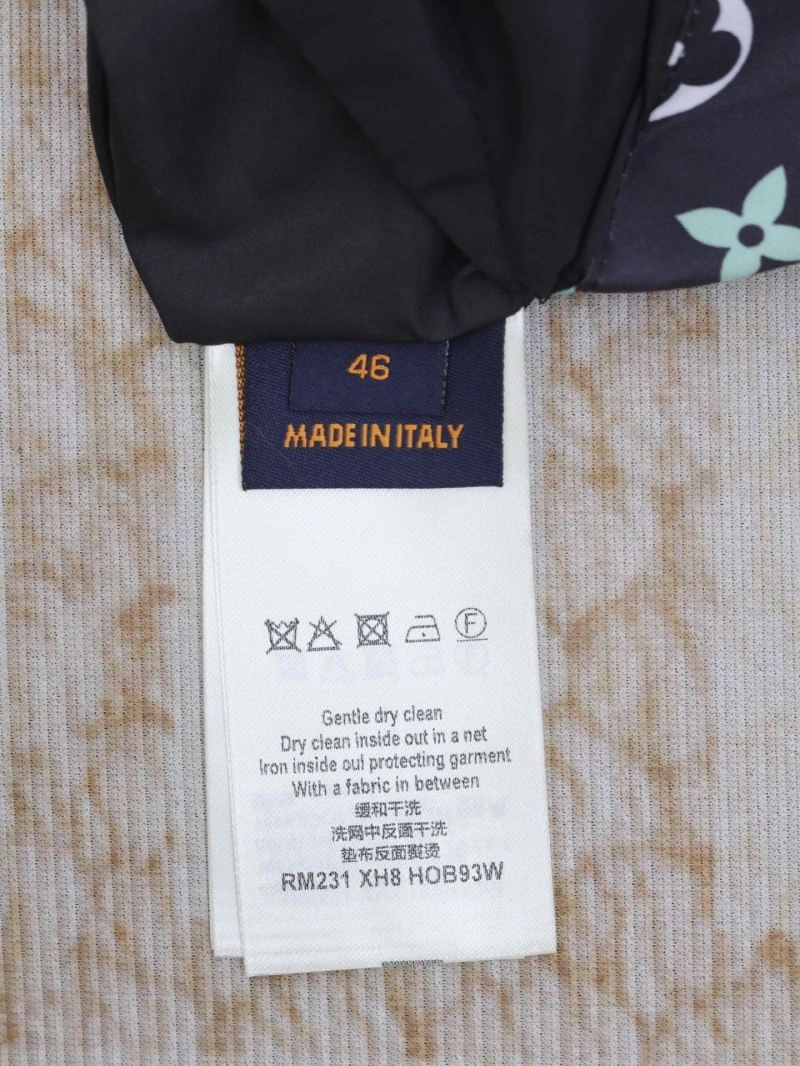 46
MADE IN ITALY
F
Gentle dry clean
Dry clean inside out in a net
Iron inside out protecting garment
With a fabric in between
缓和干洗
洗网中反面干洗
垫布反面熨烫
RM231 XH8 HOB93W